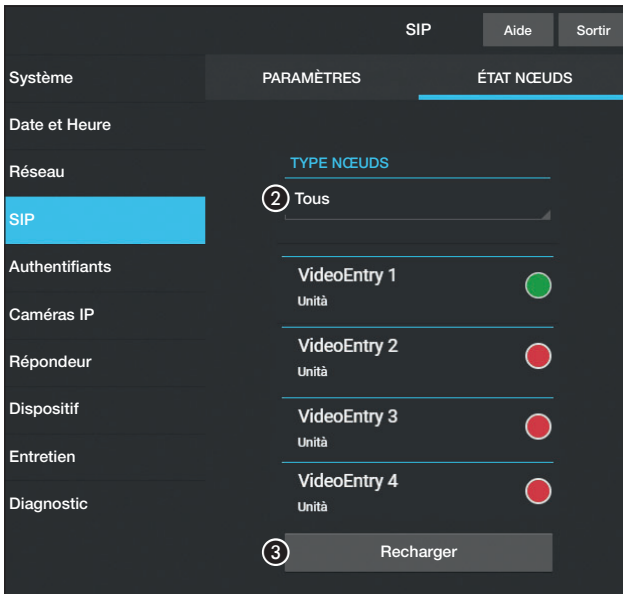 SIP
Aide
Sortir
Système
Date et Heure
Réseau
SIP
Authentifiants
Caméras IP
Répondeur
Dispositif
Entretien
Diagnostic
PARAMÈTRES
ÉTAT NŒUDS
TYPE NŒUDS
2 Tous
VideoEntry 1
Unità
VideoEntry 2
Unità
VideoEntry 3
Unità
VideoEntry 4
Unità
3 Recharger